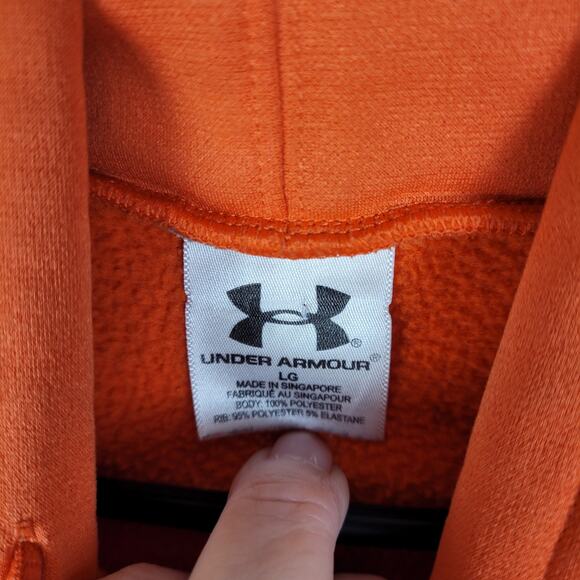 ®
UNDER ARMOUR®
LG
MADE IN SINGAPORE
FABRIQUÉ AU SINGAPOUR
BODY: 100% POLYESTER
RIB: 95% POLYESTER 5% ELASTANE